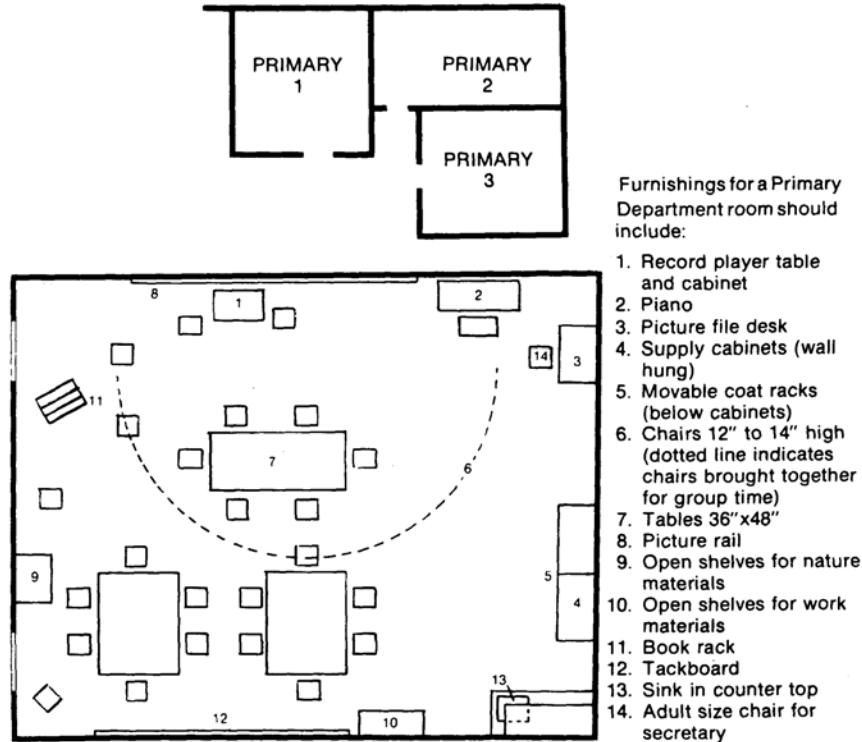 PRIMARY
1
PRIMARY
2
PRIMARY
3
Furnishings for a Primary
Department room should
include:
1. Record player table
and cabinet
2. Piano
3. Picture file desk
4. Supply cabinets (wall
hung)
5. Movable coat racks
(below cabinets)
6. Chairs 12" to 14" high
(dotted line indicates
chairs brought together
for group time)
7. Tables 36"x48"
8. Picture rail
9. Open shelves for nature
materials
10. Open shelves for work
materials
11. Book rack
12. Tackboard
13. Sink in counter top
14. Adult size chair for
secretary
8
1
2
14
3
11
7
6
9
5
4
13
12
10